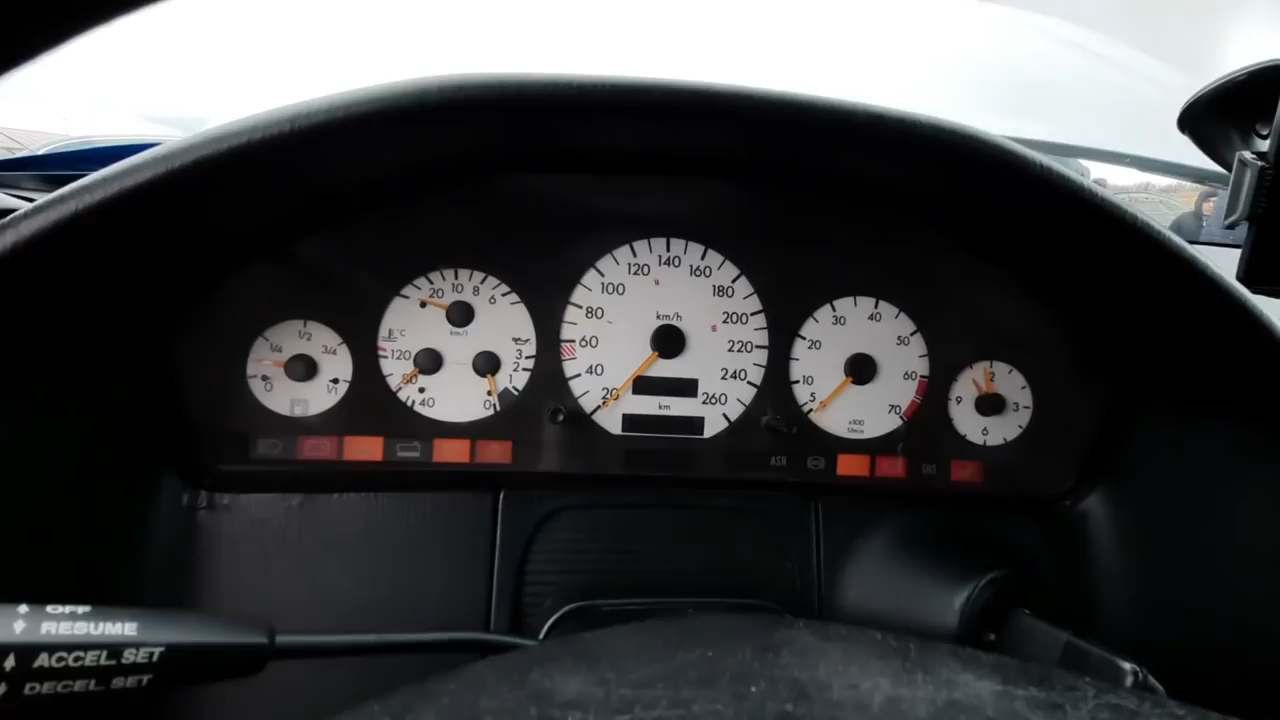 1/2
1/4 3/4
0 1/1
20 10 8 6
km/l
°C
120 3
80 2
40 1
0
120 140 160
100 180
80 200
60 220
40 240
20 260
km/h
km
30 40
20 50
10 60
5 70
x100
1/min
12
9 3
6
ASR SRS
OFF
RESUME
ACCEL SET
DECEL SET